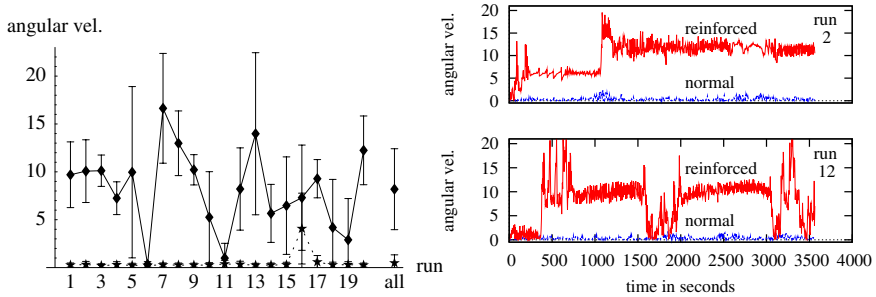 angular vel.
20
15
10
5
1 3 5 7 9 11 13 15 17 19 all
run
angular vel.
20
15
10
5
0
reinforced
normal
run
2
angular vel.
20
15
10
5
0
reinforced
normal
run
12
0 500 1000 1500 2000 2500 3000 3500 4000
time in seconds